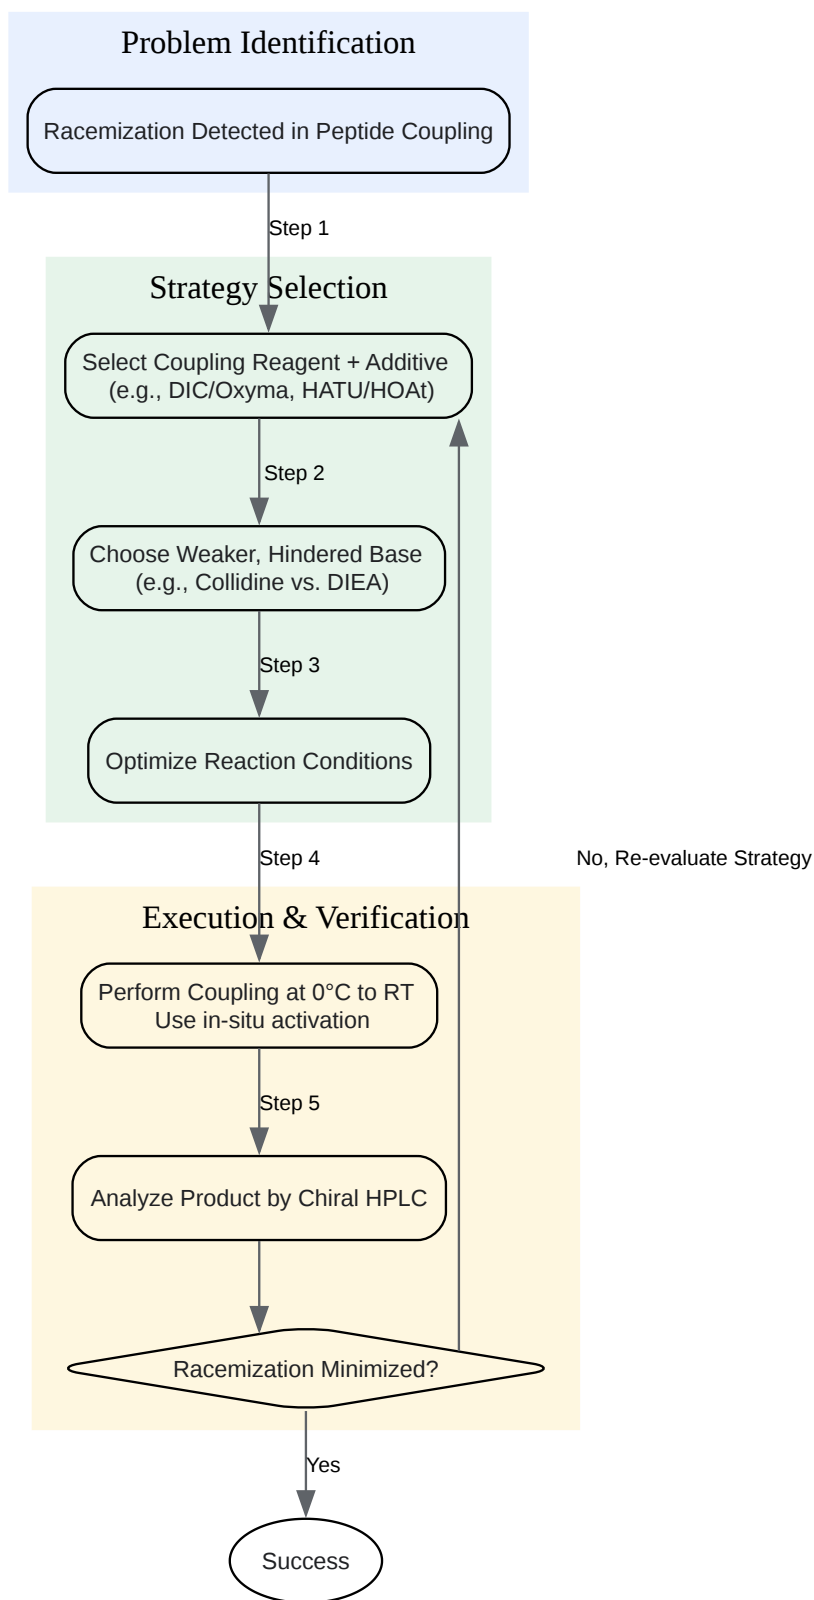 Problem Identification
Racemization Detected in Peptide Coupling
Step 1
Strategy Selection
Select Coupling Reagent + Additive
(e.g., DIC/Oxyma, HATU/HOAt)
Step 2
Choose Weaker, Hindered Base
(e.g., Collidine vs. DIEA)
Step 3
Optimize Reaction Conditions
Step 4
No, Re-evaluate Strategy
Execution & Verification
Perform Coupling at 0°C to RT
Use in-situ activation
Step 5
Analyze Product by Chiral HPLC
Racemization Minimized?
Yes
Success